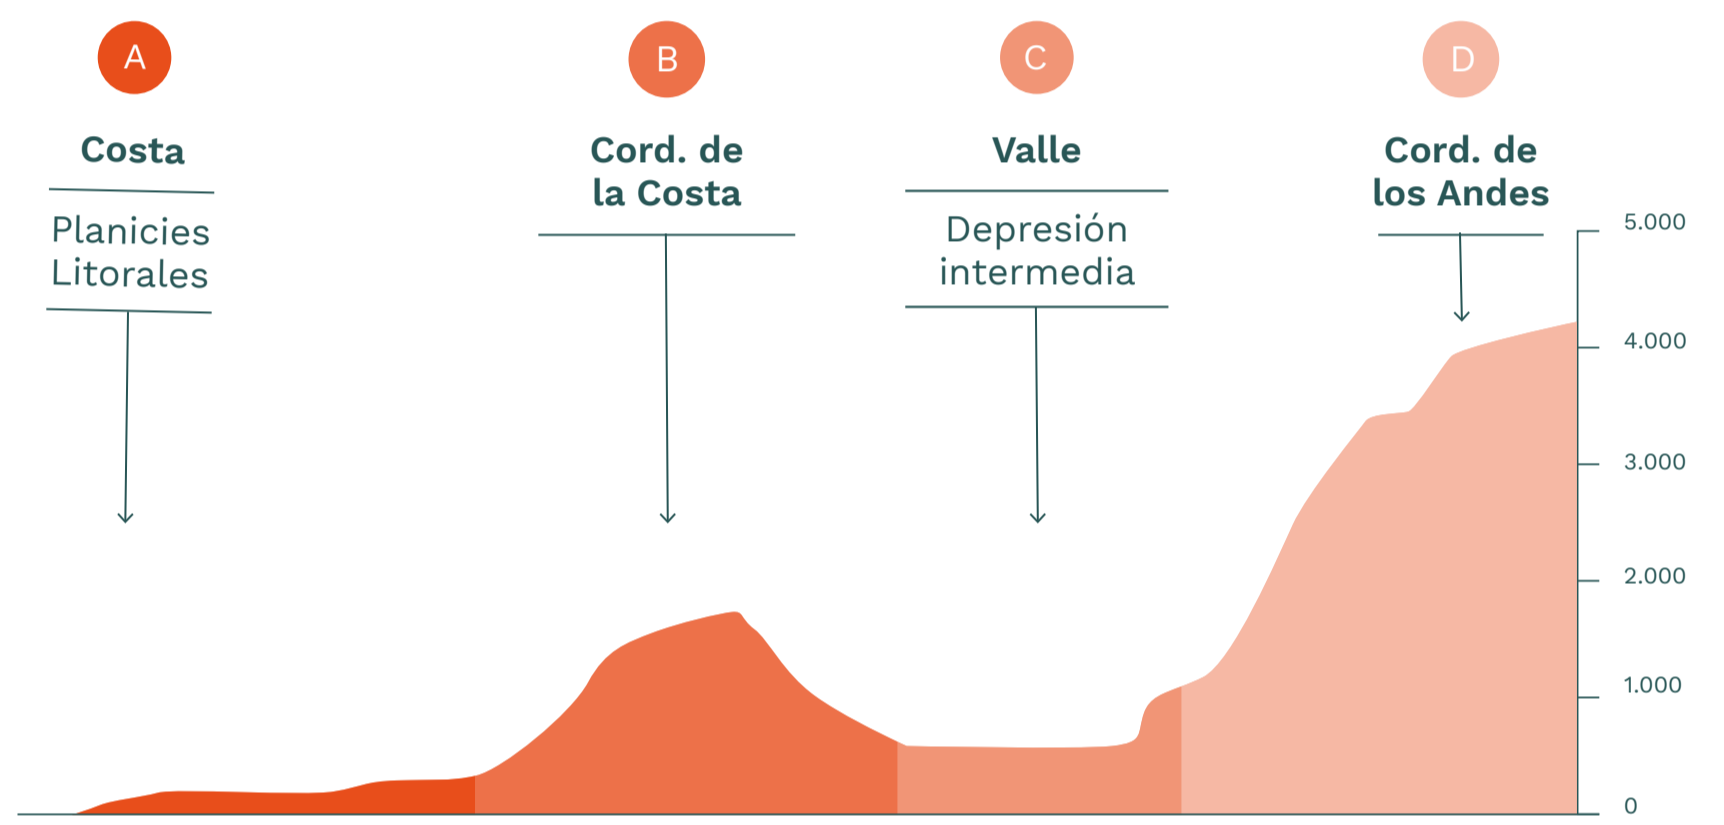 A
Costa
Planicies
Litorales
B
Cord. de
la Costa
C
Valle
Depresión
intermedia
D
Cord. de
los Andes
5.000
4.000
3.000
2.000
1.000
0